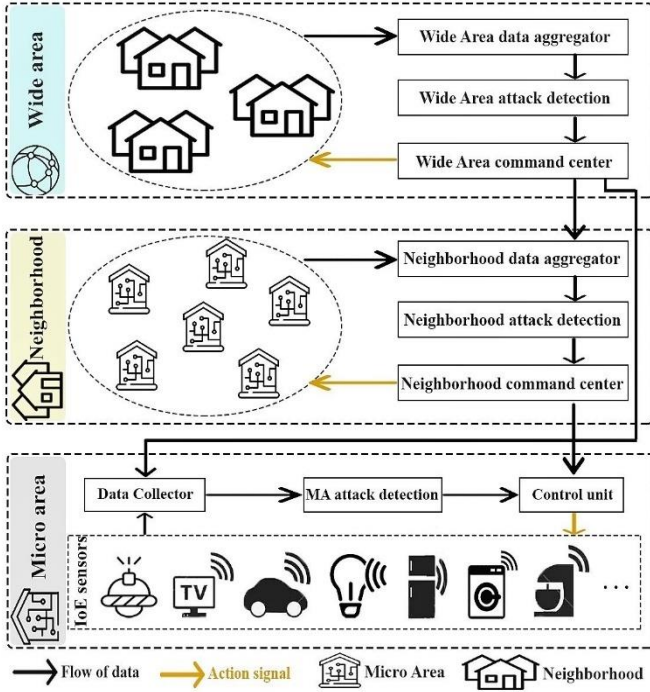 Wide area
Wide Area data aggregator
Wide Area attack detection
Wide Area command center
Neighborhood
Neighborhood data aggregator
Neighborhood attack detection
Neighborhood command center
Micro area
Data Collector
MA attack detection
Control unit
IoE sensors
TV
. . .
Flow of data
Action signal
Micro Area
Neighborhood